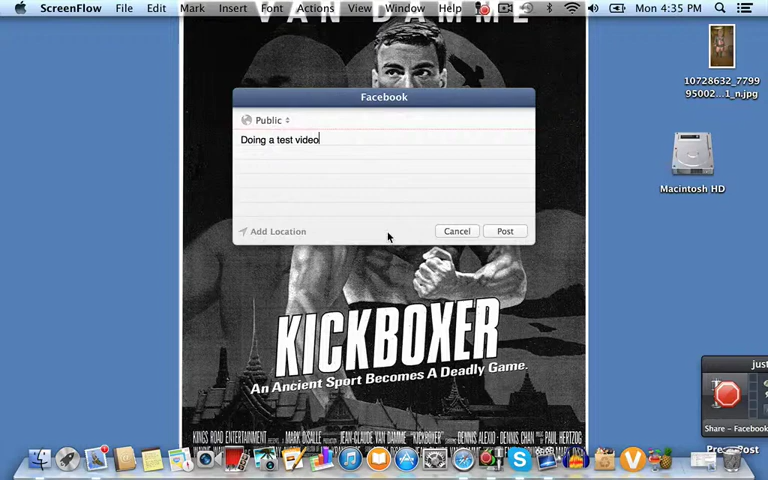 ScreenFlow File Edit Mark Insert Font Actions View Window Help Mon 4:35 PM
VAN DAMME
10728632_7799
95002...1_n.jpg
Facebook
Public
Doing a test video
Add Location Cancel Post
Macintosh HD
KICKBOXER
An Ancient Sport Becomes A Deadly Game.
just
Share – Facebook
KINGS ROAD ENTERTAINMENT MARK DISALLE JEAN-CLAUDE VAN DAMME "KICKBOXER" DENNIS ALEXIO DENNIS CHAN PAUL HERTZOG
Post